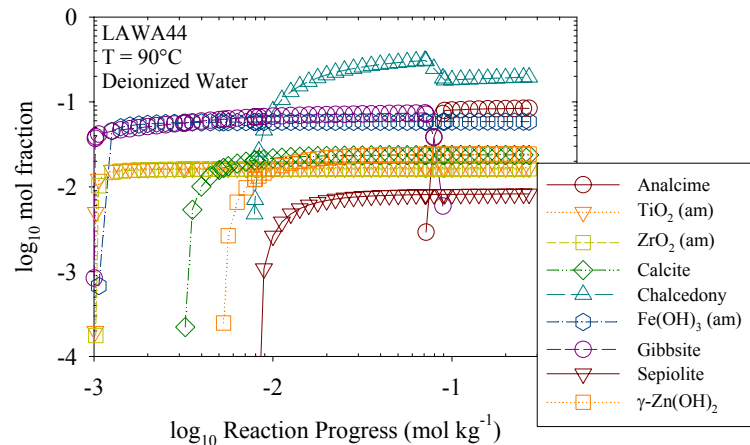 LAWA44
T = 90°C
Deionized Water
0
-1
-2
-3
-4
log₁₀ mol fraction
-3
-2
-1
log₁₀ Reaction Progress (mol kg⁻¹)
Analcime
TiO₂ (am)
ZrO₂ (am)
Calcite
Chalcedony
Fe(OH)₃ (am)
Gibbsite
Sepiolite
γ-Zn(OH)₂